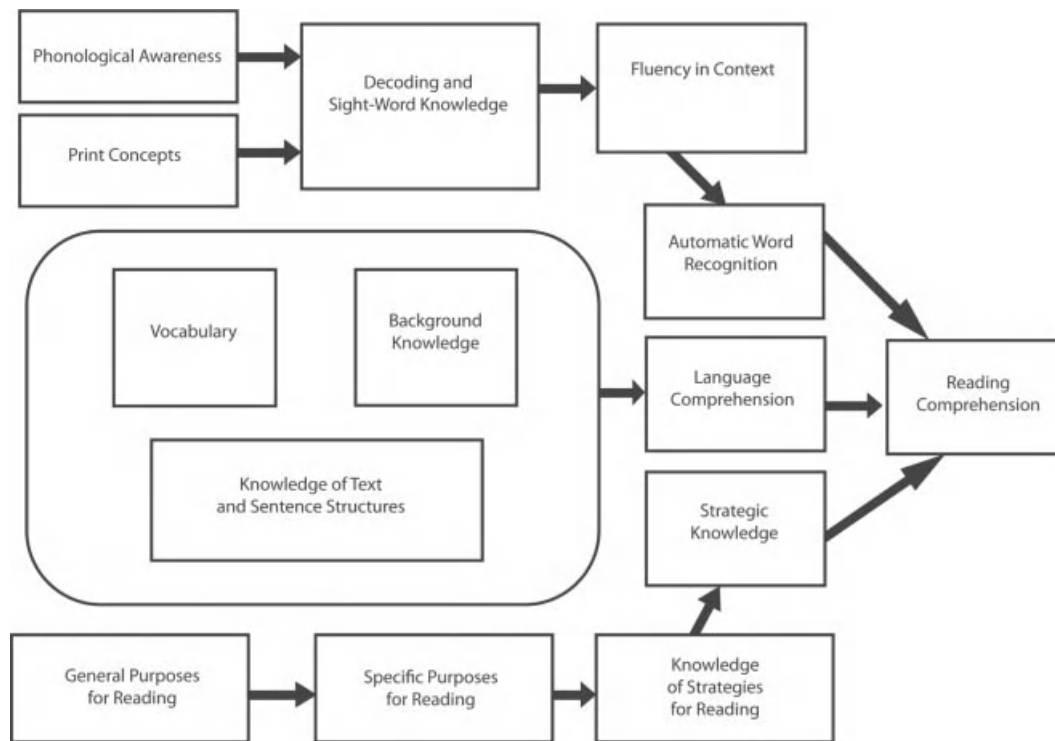 Phonological Awareness
Print Concepts
Decoding and
Sight-Word Knowledge
Fluency in Context
Automatic Word
Recognition
Vocabulary
Background
Knowledge
Knowledge of Text
and Sentence Structures
Language
Comprehension
Reading
Comprehension
Strategic
Knowledge
General Purposes
for Reading
Specific Purposes
for Reading
Knowledge
of Strategies
for Reading